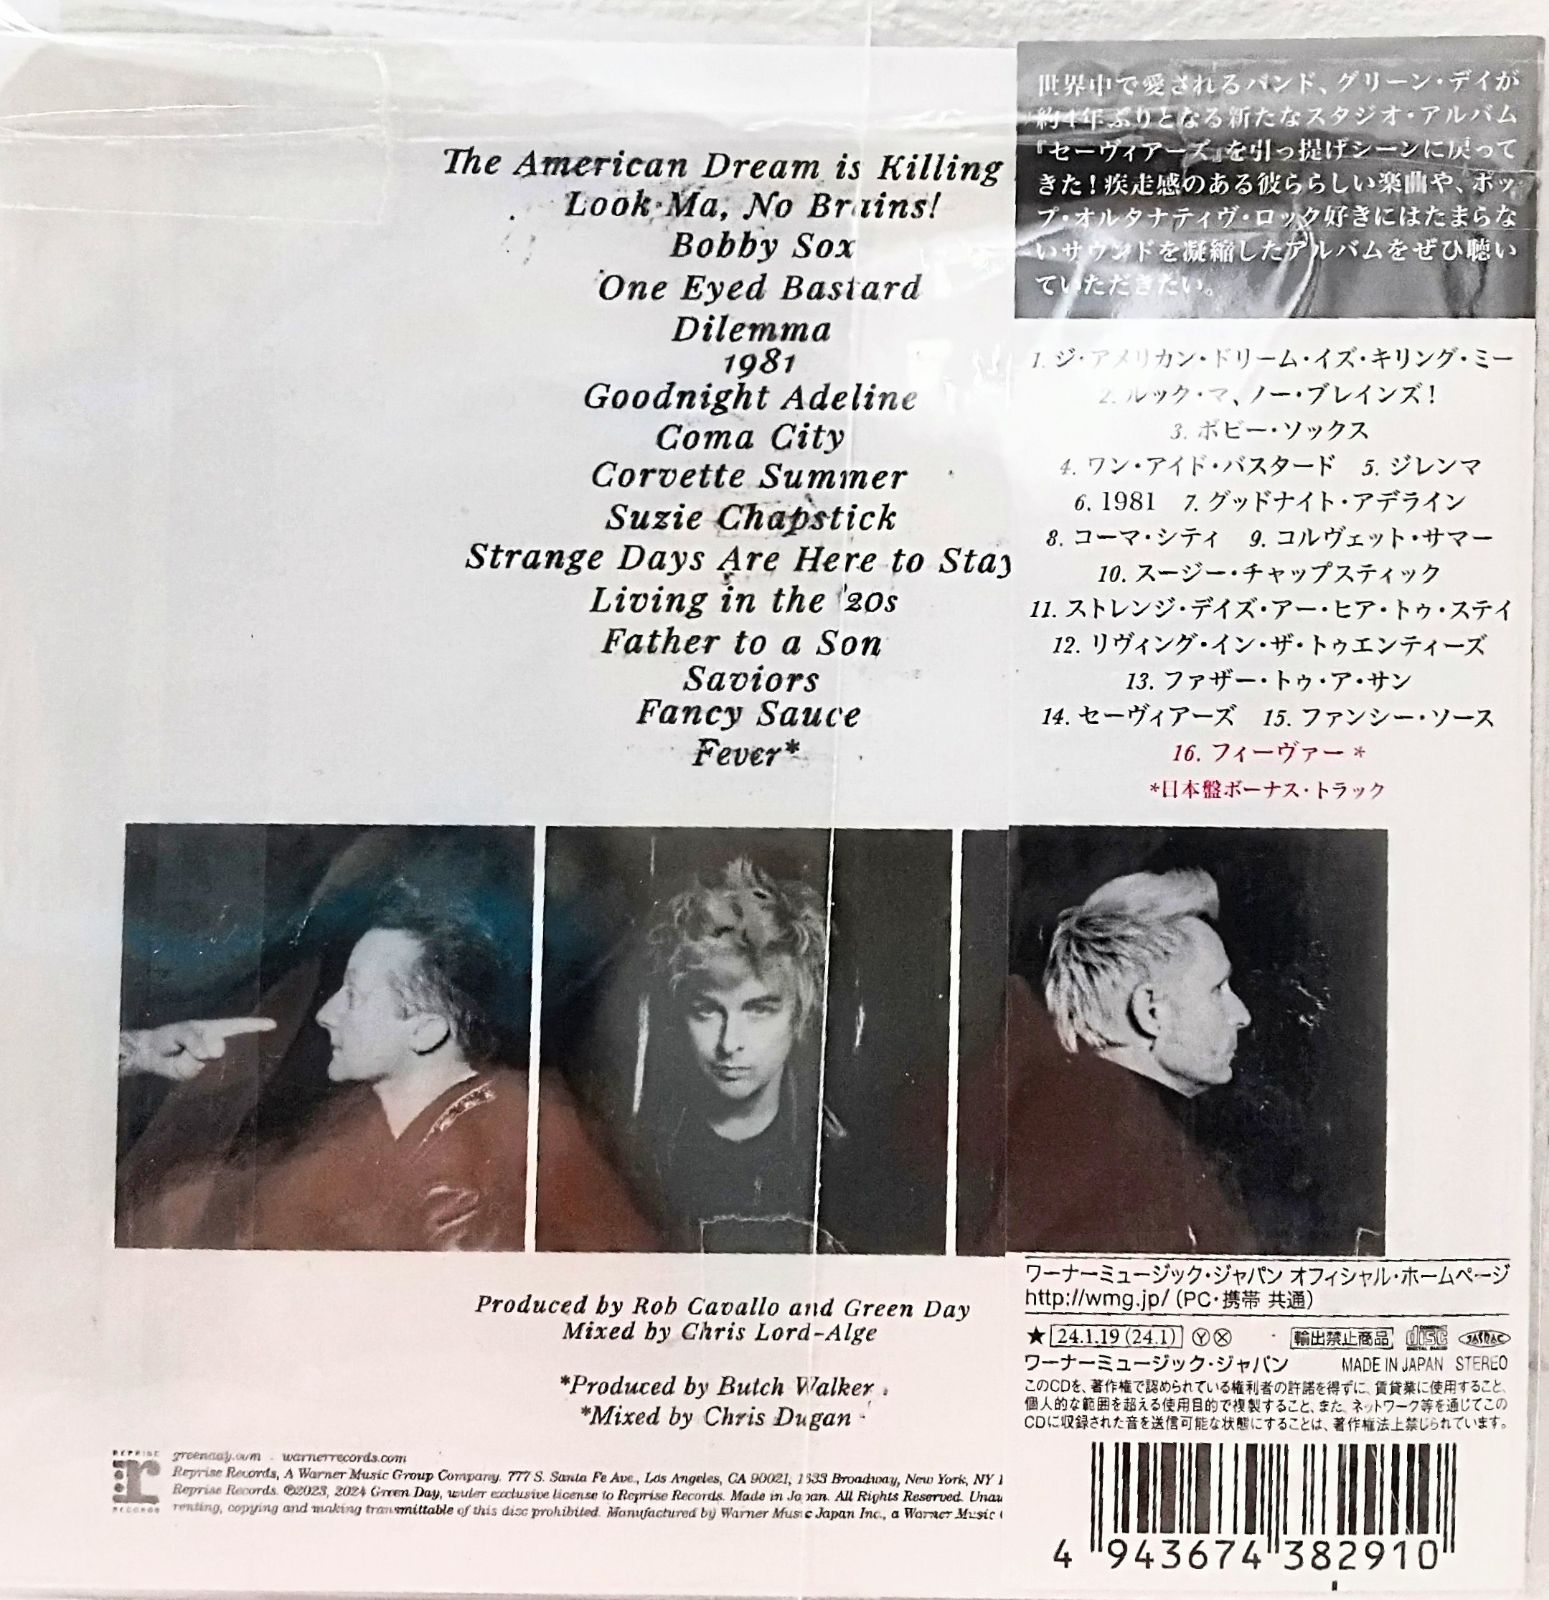 The American Dream is Killing
Look Ma, No Brains!
Bobby Sox
One Eyed Bastard
Dilemma
1981
Goodnight Adeline
Coma City
Corvette Summer
Suzie Chapstick
Strange Days Are Here to Stay
Living in the '20s
Father to a Son
Saviors
Fancy Sauce
Fever*
Produced by Rob Cavallo and Green Day
Mixed by Chris Lord-Alge
*Produced by Butch Walker
*Mixed by Chris Dugan
REPRISE
r
RECORDS
greenday.com . warnerrecords.com
Reprise Records, A Warner Music Group Company. 777 S. Santa Fe Ave., Los Angeles, CA 90021, 1633 Broadway, New York, NY 1
Reprise Records. ℗2023, 2024 Green Day, under exclusive license to Reprise Records. Made in Japan. All Rights Reserved. Unau
renting, copying and making transmittable of this disc prohibited. Manufactured by Warner Music Japan Inc., a Warner Music
世界中で愛されるバンド、グリーン・デイが
約4年ぶりとなる新たなスタジオ・アルバム
『セーヴィアーズ』を引っ提げシーンに戻って
きた!疾走感のある彼ららしい楽曲や、ポッ
プ・オルタナティヴ・ロック好きにはたまらな
いサウンドを凝縮したアルバムをぜひ聴い
ていただきたい。
1. ジ・アメリカン・ドリーム・イズ・キリング・ミー
2. ルック・マ、ノー・ブレインズ!
3. ボビー・ソックス
4. ワン・アイド・バスタード 5. ジレンマ
6. 1981 7. グッドナイト・アデライン
8. コーマ・シティ 9. コルヴェット・サマー
10. スージー・チャップスティック
11. ストレンジ・デイズ・アー・ヒア・トゥ・ステイ
12. リヴィング・イン・ザ・トゥエンティーズ
13. ファザー・トゥ・ア・サン
14. セーヴィアーズ 15. ファンシー・ソース
16. フィーヴァー *
*日本盤ボーナス・トラック
ワーナーミュージック・ジャパン オフィシャル・ホームページ
http://wmg.jp/ (PC・携帯 共通)
★ 24.1.19 (24.1) Ⓨ Ⓧ 輸出禁止商品 disc DIGITAL AUDIO JASRAC
ワーナーミュージック・ジャパン MADE IN JAPAN STEREO
このCDを、著作権で認められている権利者の許諾を得ずに、賃貸業に使用すること、
個人的な範囲を超える使用目的で複製すること、また、ネットワーク等を通じてこの
CDに収録された音を送信可能な状態にすることは、著作権法上禁じられています。
4 943674 382910